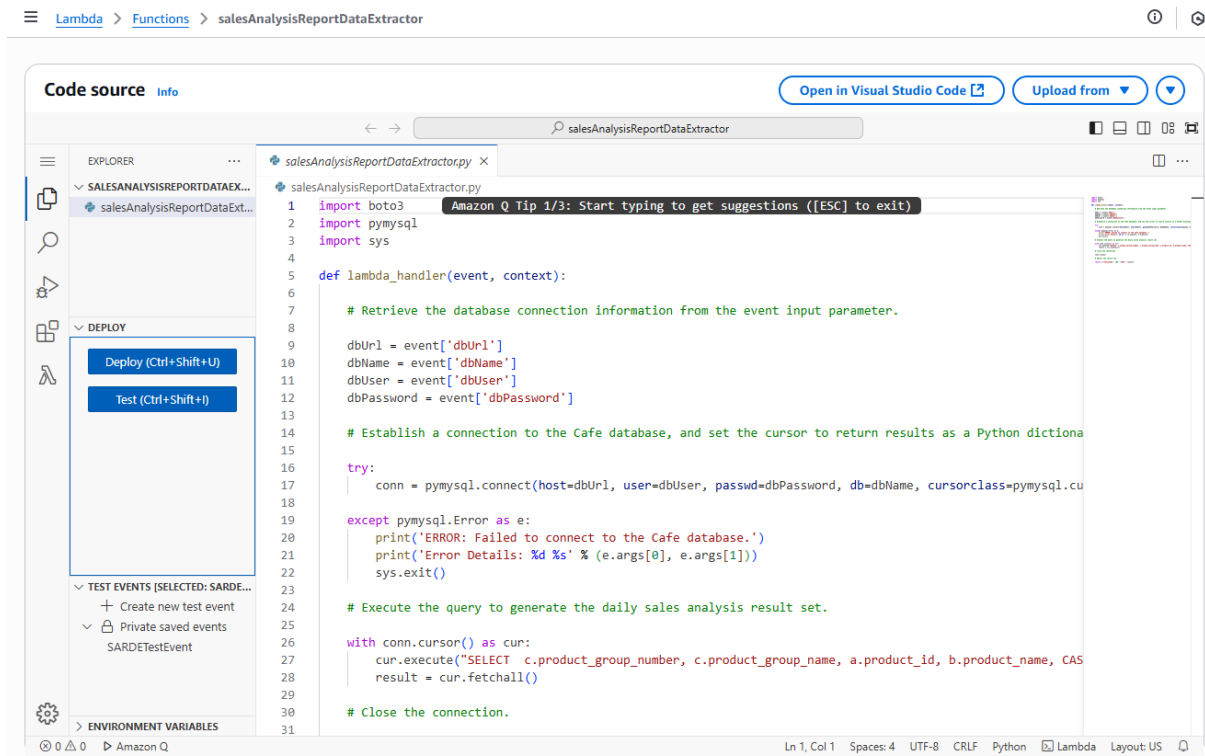 Lambda > Functions > salesAnalysisReportDataExtractor
Code source Info
Open in Visual Studio Code
Upload from
salesAnalysisReportDataExtractor
EXPLORER
salesAnalysisReportDataExtractor.py
SALESANALYSISREPORTDATAEX...
salesAnalysisReportDataExt...
salesAnalysisReportDataExtractor.py
Amazon Q Tip 1/3: Start typing to get suggestions ([ESC] to exit)
1 import boto3
2 import pymysql
3 import sys
4
5 def lambda_handler(event, context):
6
7 # Retrieve the database connection information from the event input parameter.
8
9 dbUrl = event['dbUrl']
10 dbName = event['dbName']
11 dbUser = event['dbUser']
12 dbPassword = event['dbPassword']
13
14 # Establish a connection to the Cafe database, and set the cursor to return results as a Python dictiona
15
16 try:
17 conn = pymysql.connect(host=dbUrl, user=dbUser, passwd=dbPassword, db=dbName, cursorclass=pymysql.cu
18
19 except pymysql.Error as e:
20 print('ERROR: Failed to connect to the Cafe database.')
21 print('Error Details: %d %s' % (e.args[0], e.args[1]))
22 sys.exit()
23
24 # Execute the query to generate the daily sales analysis result set.
25
26 with conn.cursor() as cur:
27 cur.execute("SELECT  c.product_group_number, c.product_group_name, a.product_id, b.product_name, CAS
28 result = cur.fetchall()
29
30 # Close the connection.
31
DEPLOY
Deploy (Ctrl+Shift+U)
Test (Ctrl+Shift+I)
TEST EVENTS [SELECTED: SARDE...
Create new test event
Private saved events
SARDETestEvent
ENVIRONMENT VARIABLES
0 0 Amazon Q
Ln 1, Col 1 Spaces: 4 UTF-8 CRLF Python Lambda Layout: US